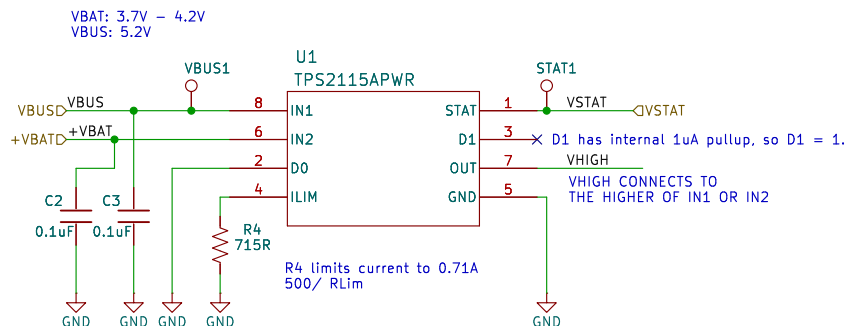 VBAT: 3.7V - 4.2V
VBUS: 5.2V
VBUS1
U1
TPS2115APWR
STAT1
VBUS
VBUS
8
IN1
STAT
1
VSTAT
VSTAT
+VBAT
+VBAT
6
IN2
D1
3
D1 has internal 1uA pullup, so D1 = 1.
2
D0
OUT
7
VHIGH
VHIGH CONNECTS TO
THE HIGHER OF IN1 OR IN2
4
ILIM
GND
5
C2
0.1uF
C3
0.1uF
R4
715R
R4 limits current to 0.71A
500/ RLim
GND
GND
GND
GND
GND